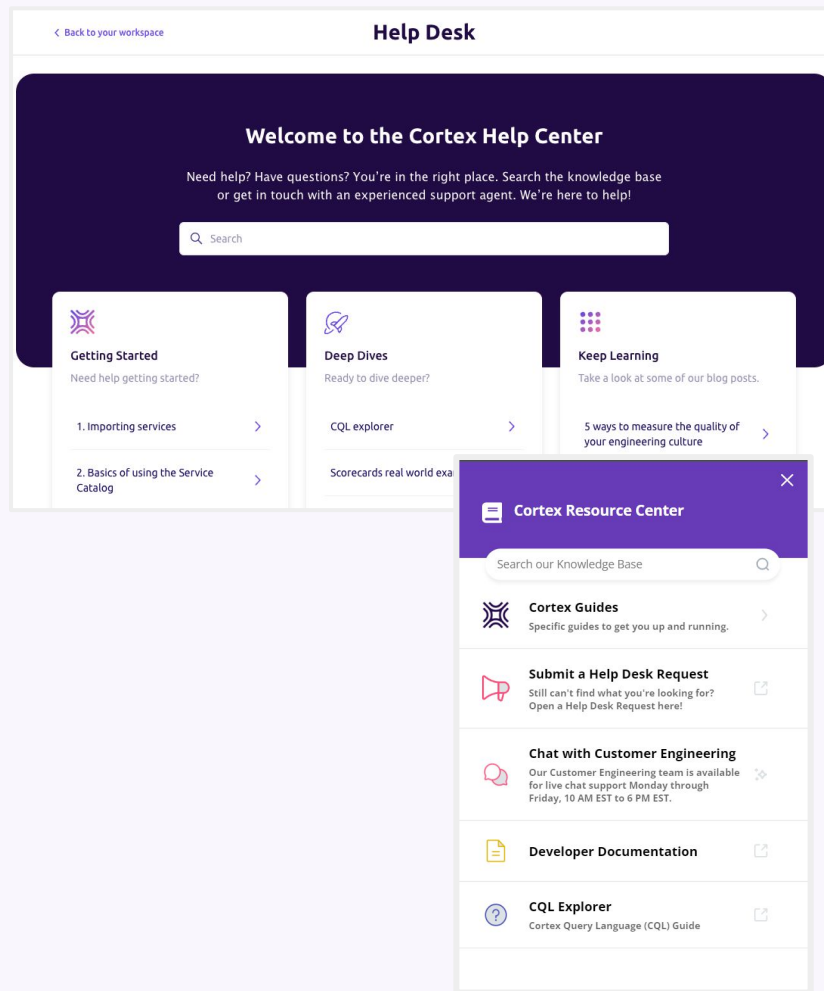 Back to your workspace
Help Desk
Welcome to the Cortex Help Center
Need help? Have questions? You're in the right place. Search the knowledge base
or get in touch with an experienced support agent. We're here to help!
Search
Getting Started
Need help getting started?
1. Importing services
2. Basics of using the Service
Catalog
Deep Dives
Ready to dive deeper?
CQL explorer
Scorecards real world
Keep Learning
Take a look at some of our blog posts.
5 ways to measure the quality of
your engineering culture
Cortex Resource Center
Search our Knowledge Base
Cortex Guides
Specific guides to get you up and running.
Submit a Help Desk Request
Still can't find what you're looking for?
Open a Help Desk Request here!
Chat with Customer Engineering
Our Customer Engineering team is available
for live chat support Monday through
Friday, 10 AM EST to 6 PM EST.
Developer Documentation
CQL Explorer
Cortex Query Language (CQL) Guide